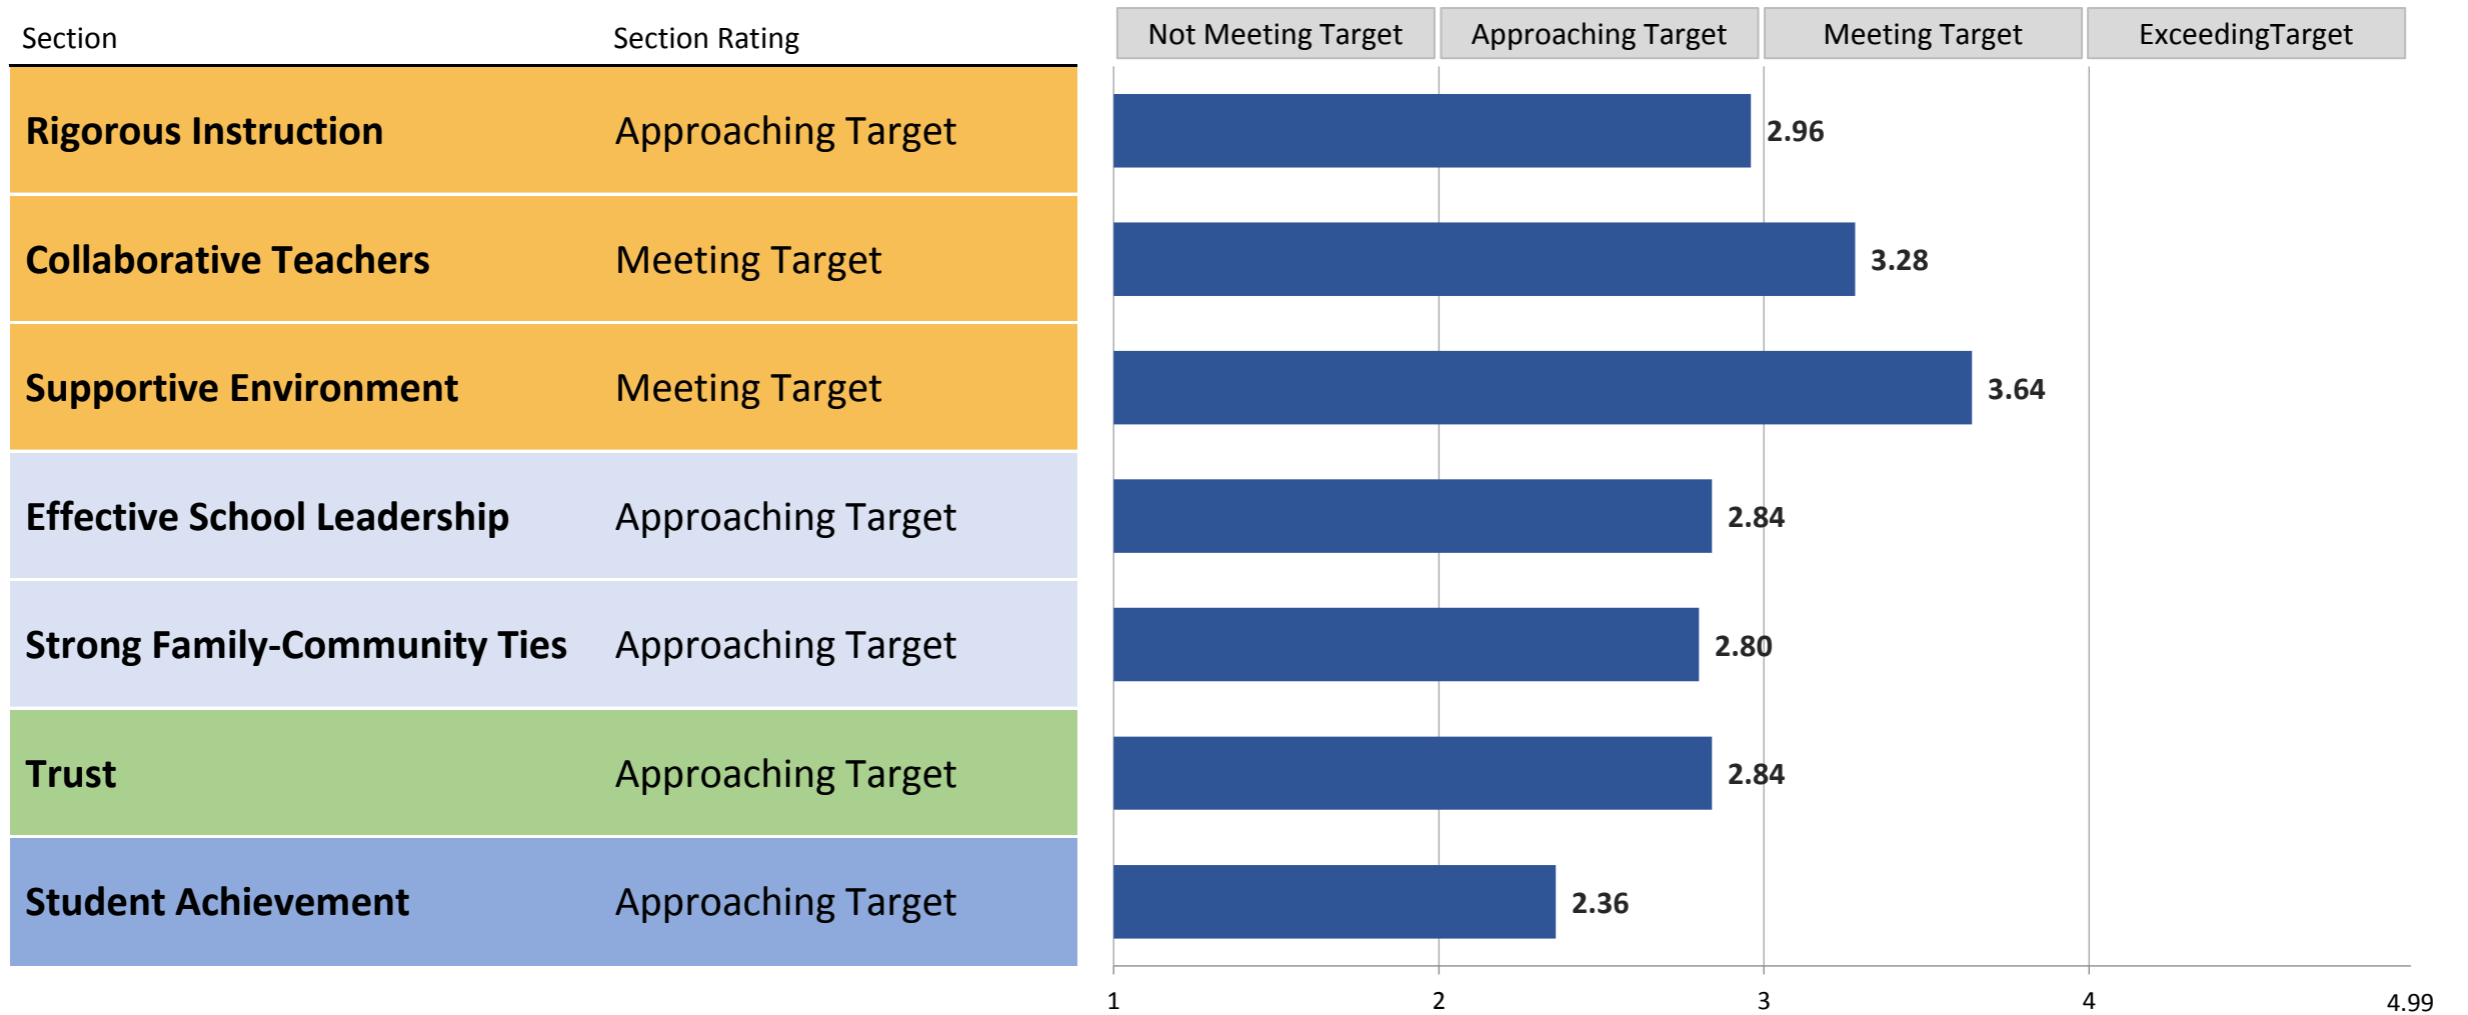 Section Section Rating Not Meeting Target Approaching Target Meeting Target ExceedingTarget
Rigorous Instruction Approaching Target 2.96
Collaborative Teachers Meeting Target 3.28
Supportive Environment Meeting Target 3.64
Effective School Leadership Approaching Target 2.84
Strong Family-Community Ties Approaching Target 2.80
Trust Approaching Target 2.84
Student Achievement Approaching Target 2.36
1 2 3 4 4.99